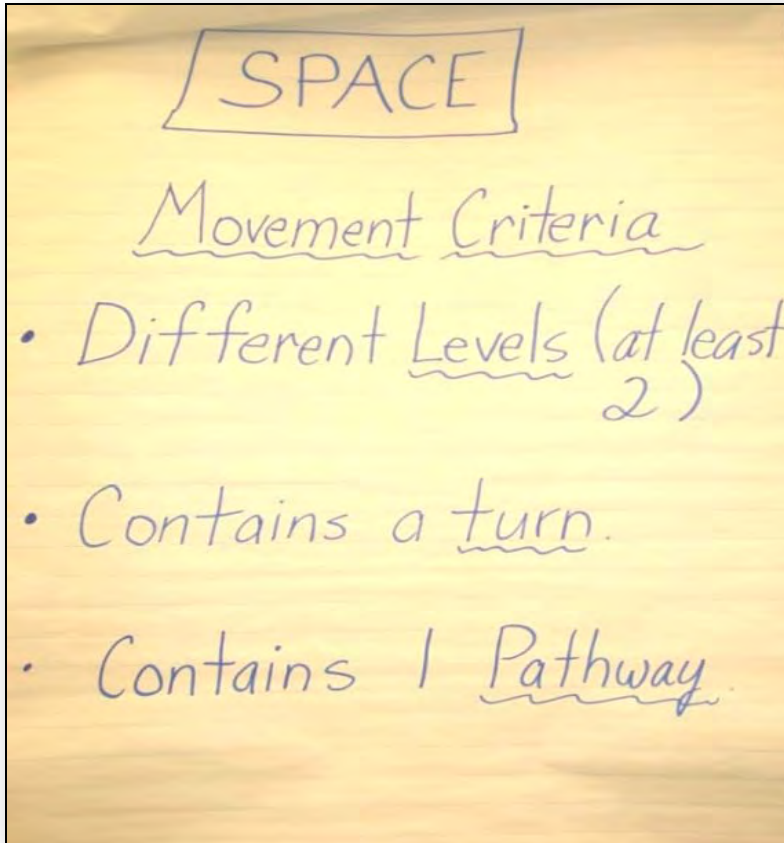 SPACE
Movement Criteria
• Different Levels (at least
2)
• Contains a turn.
• Contains 1 Pathway.